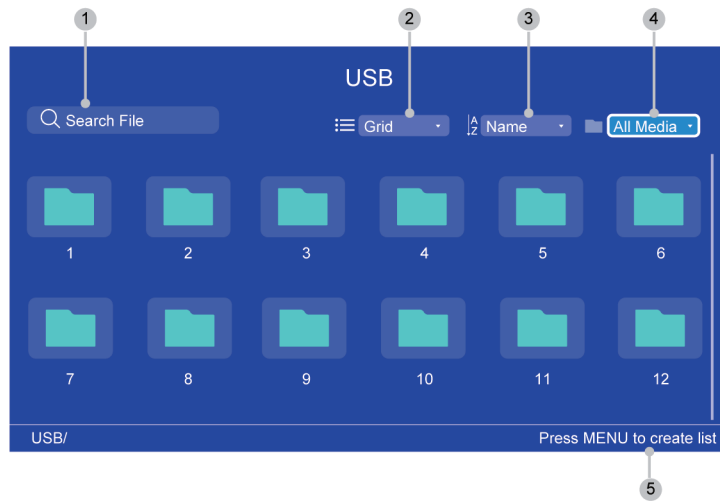 1 2 3 4
USB
Search File Grid A Z Name All Media
1 2 3 4 5 6
7 8 9 10 11 12
USB/ Press MENU to create list
5